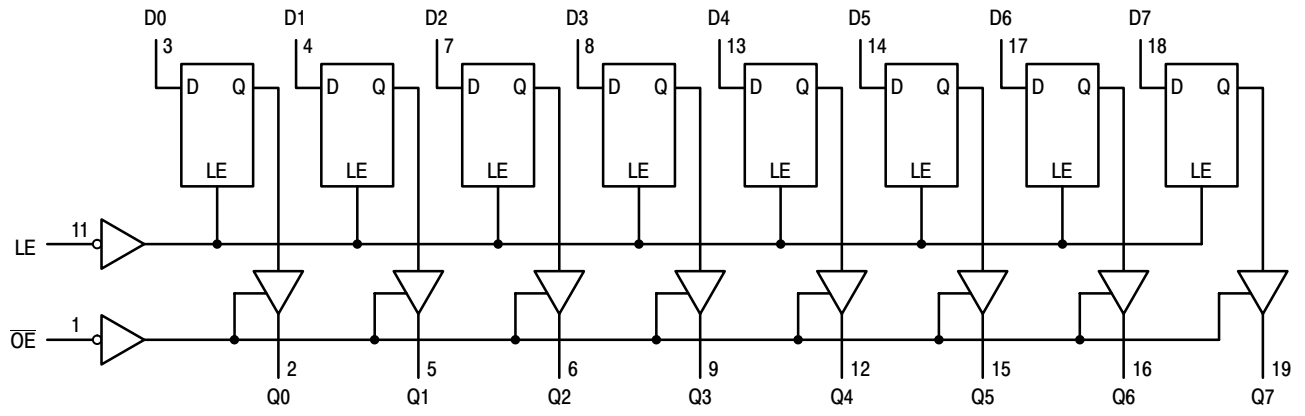 D0 D1 D2 D3 D4 D5 D6 D7
3 4 7 8 13 14 17 18
D Q D Q D Q D Q D Q D Q D Q D Q
LE LE LE LE LE LE LE LE
LE 11
O̅E̅ 1
2 5 6 9 12 15 16 19
Q0 Q1 Q2 Q3 Q4 Q5 Q6 Q7